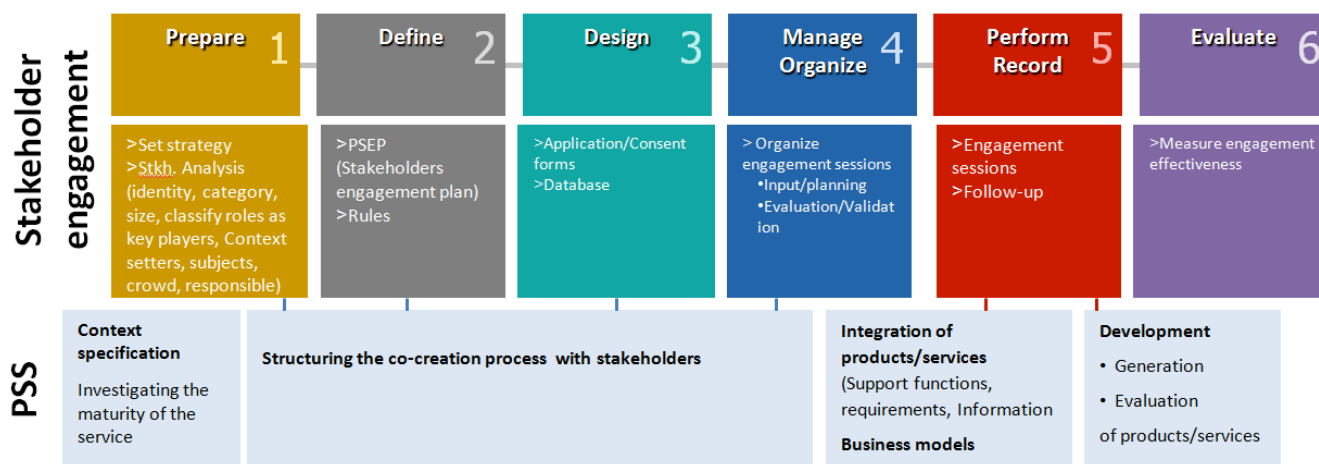 Stakeholder
engagement
Prepare 1
Define 2
Design 3
Manage
Organize 4
Perform
Record 5
Evaluate 6
>Set strategy
>Stkh. Analysis
(identity, category,
size, classify roles as
key players, Context
setters, subjects,
crowd, responsible)
>PSEP
(Stakeholders
engagement plan)
>Rules
>Application/Consent
forms
>Database
> Organize
engagement sessions
•Input/planning
•Evaluation/Validat
ion
>Engagement
sessions
>Follow-up
>Measure engagement
effectiveness
PSS
Context
specification
Investigating the
maturity of the
service
Structuring the co-creation process with stakeholders
Integration of
products/services
(Support functions,
requirements, Information
Business models
Development
• Generation
• Evaluation
of products/services